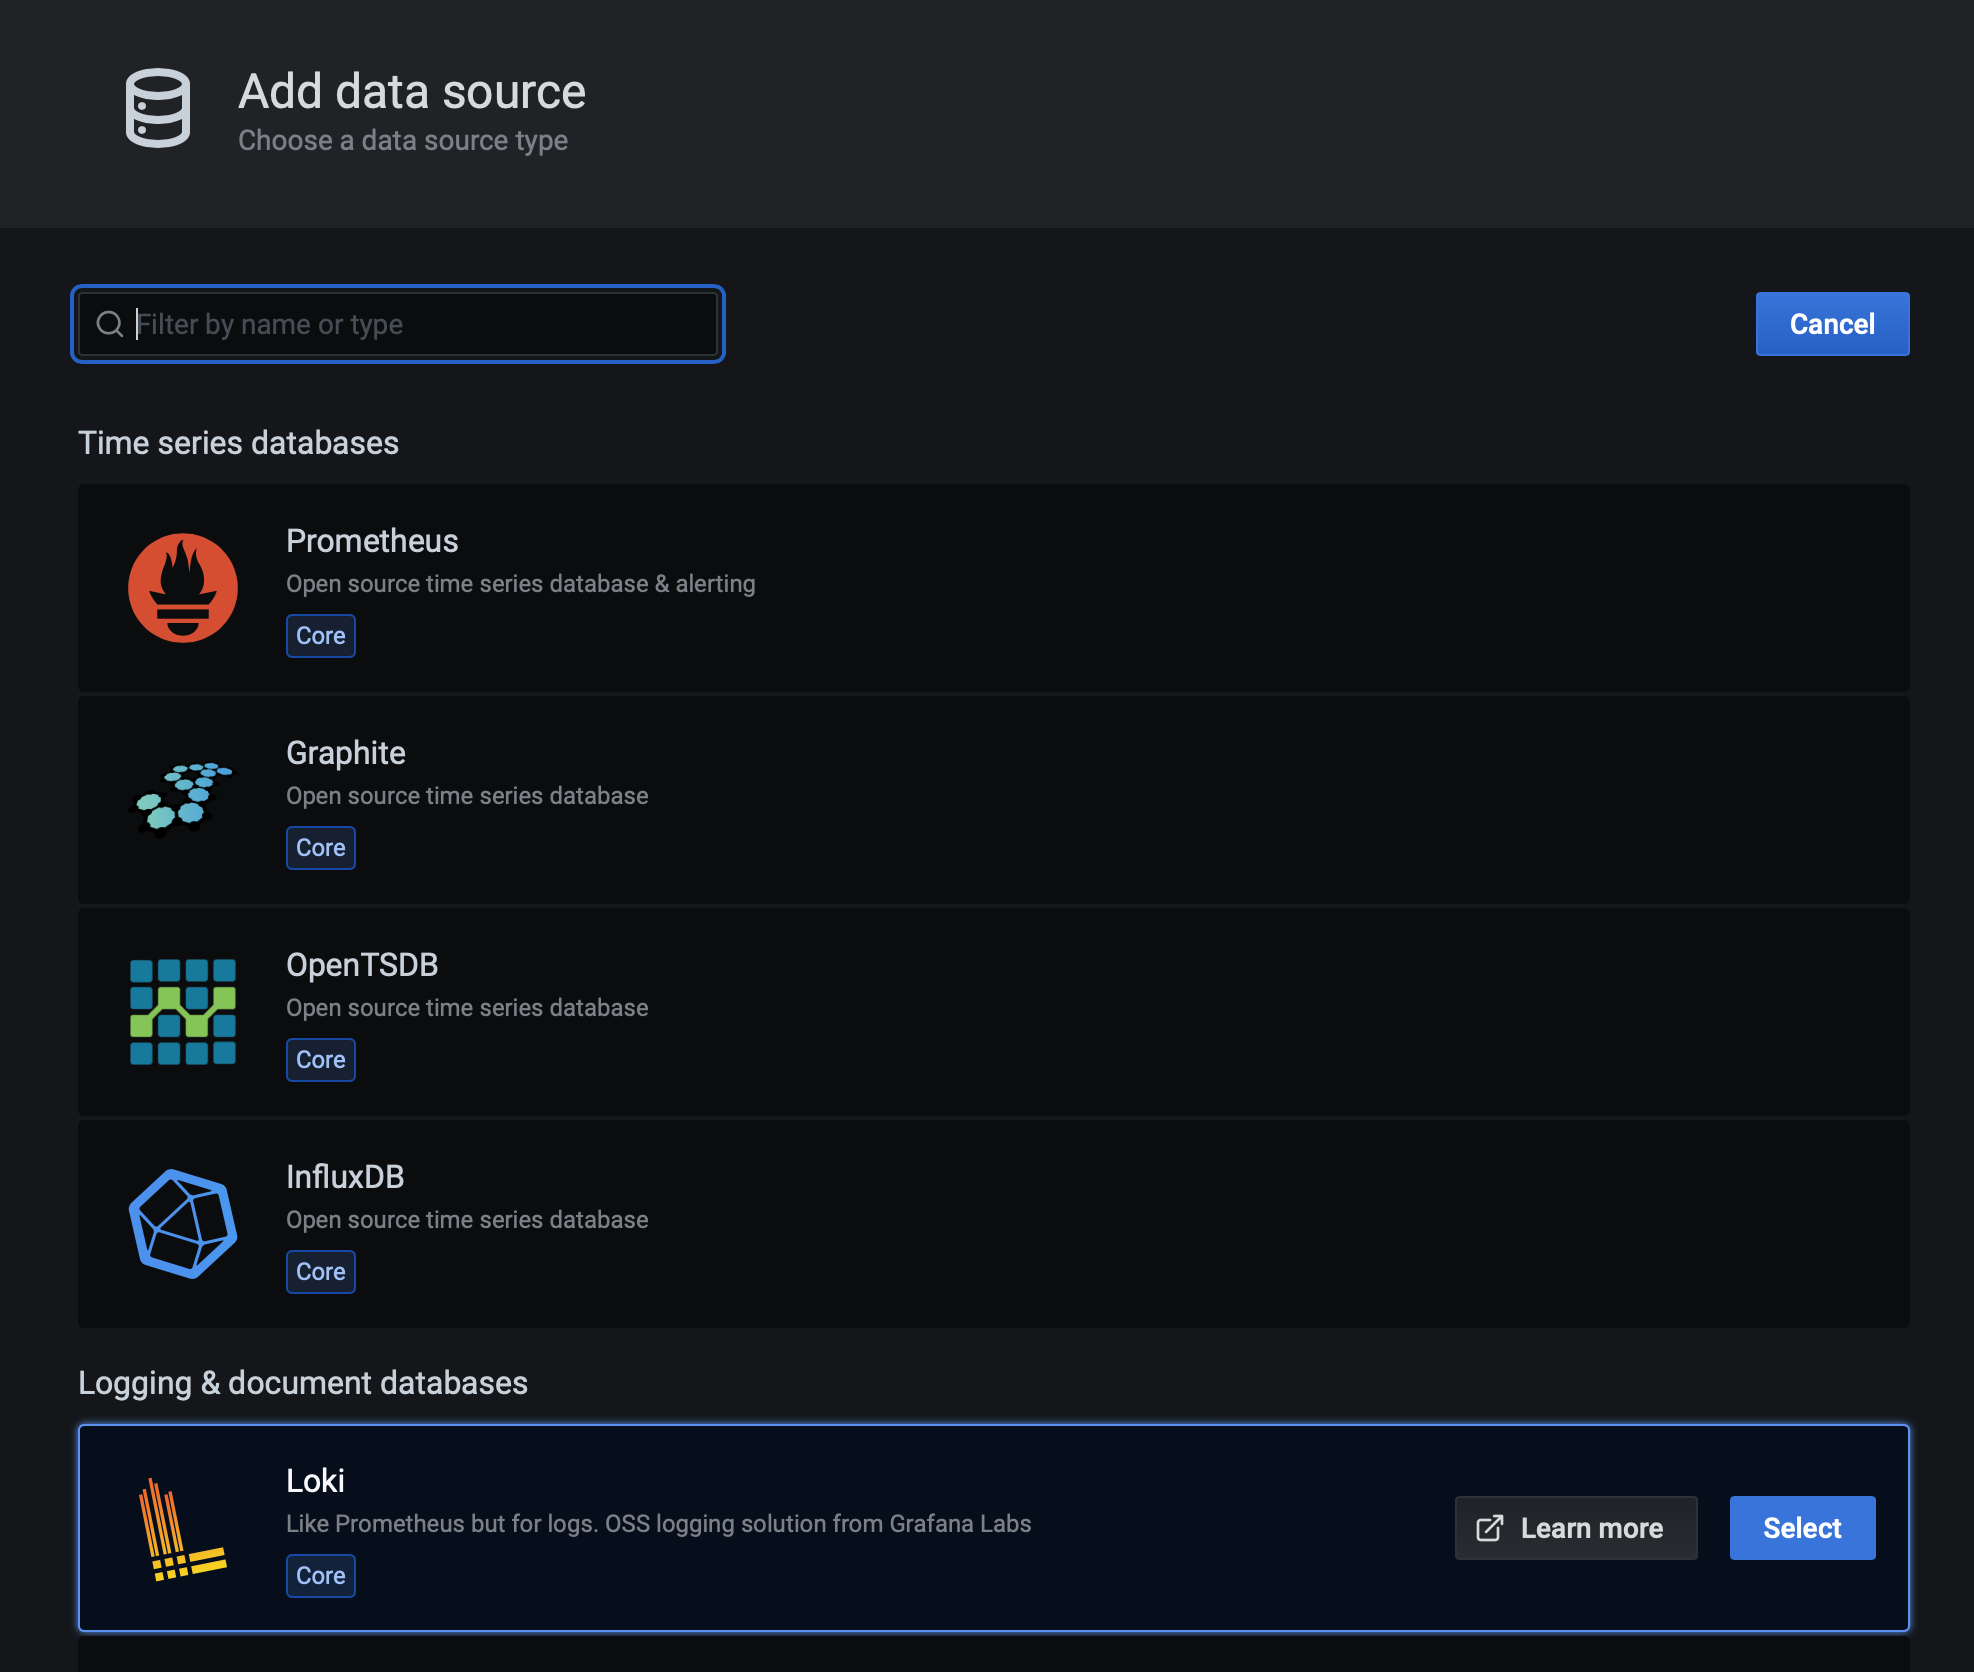 Add data source
Choose a data source type
Filter by name or type
Cancel
Time series databases
Prometheus
Open source time series database & alerting
Core
Graphite
Open source time series database
Core
OpenTSDB
Open source time series database
Core
InfluxDB
Open source time series database
Core
Logging & document databases
Loki
Like Prometheus but for logs. OSS logging solution from Grafana Labs
Core
Learn more
Select